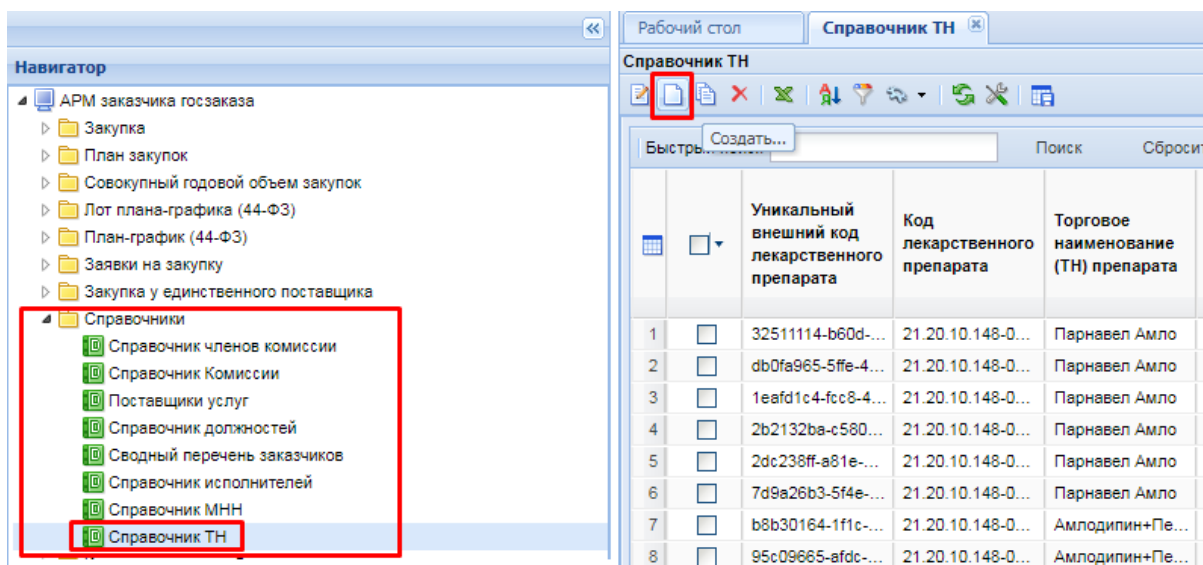 Навигатор
АРМ заказчика госзаказа
Закупка
План закупок
Совокупный годовой объем закупок
Лот плана-графика (44-ФЗ)
План-график (44-ФЗ)
Заявки на закупку
Закупка у единственного поставщика
Справочники
Справочник членов комиссии
Справочник Комиссии
Поставщики услуг
Справочник должностей
Сводный перечень заказчиков
Справочник исполнителей
Справочник МНН
Справочник ТН
Рабочий стол Справочник ТН
Справочник ТН
Создать...
Поиск
Уникальный внешний код лекарственного препарата
Код лекарственного препарата
Торговое наименование (ТН) препарата
1 32511114-b60d-... 21.20.10.148-0... Парнавел Амло
2 db0fa965-5ffe-4... 21.20.10.148-0... Парнавел Амло
3 1eafd1c4-fcc8-4... 21.20.10.148-0... Парнавел Амло
4 2b2132ba-c580... 21.20.10.148-0... Парнавел Амло
5 2dc238ff-a81e-... 21.20.10.148-0... Парнавел Амло
6 7d9a26b3-5f4e-... 21.20.10.148-0... Парнавел Амло
7 b8b30164-1f1c-... 21.20.10.148-0... Амлодипин+Пе...
8 95c09665-afdc-... 21.20.10.148-0... Амлодипин+Пе...